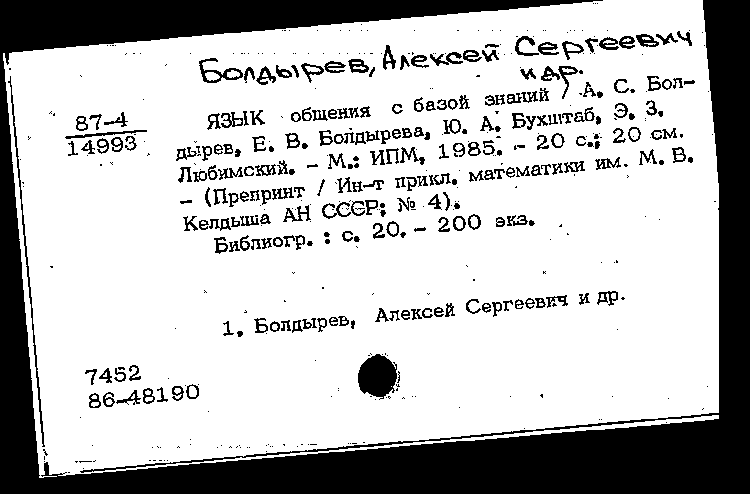 Болдырев, Алексей Сергеевич
и др.
87-4
14993
ЯЗЫК общения с базой знаний / А. С. Бол-
дырев, Е. В. Болдырева, Ю. А. Бухштаб, Э. З.
Любимский. – М.: ИПМ, 1985. – 20 с.; 20 см.
– (Препринт / Ин-т прикл. математики им. М. В.
Келдыша АН СССР; № 4).
Библиогр. : с. 20. – 200 экз.
1. Болдырев, Алексей Сергеевич и др.
7452
86-48190